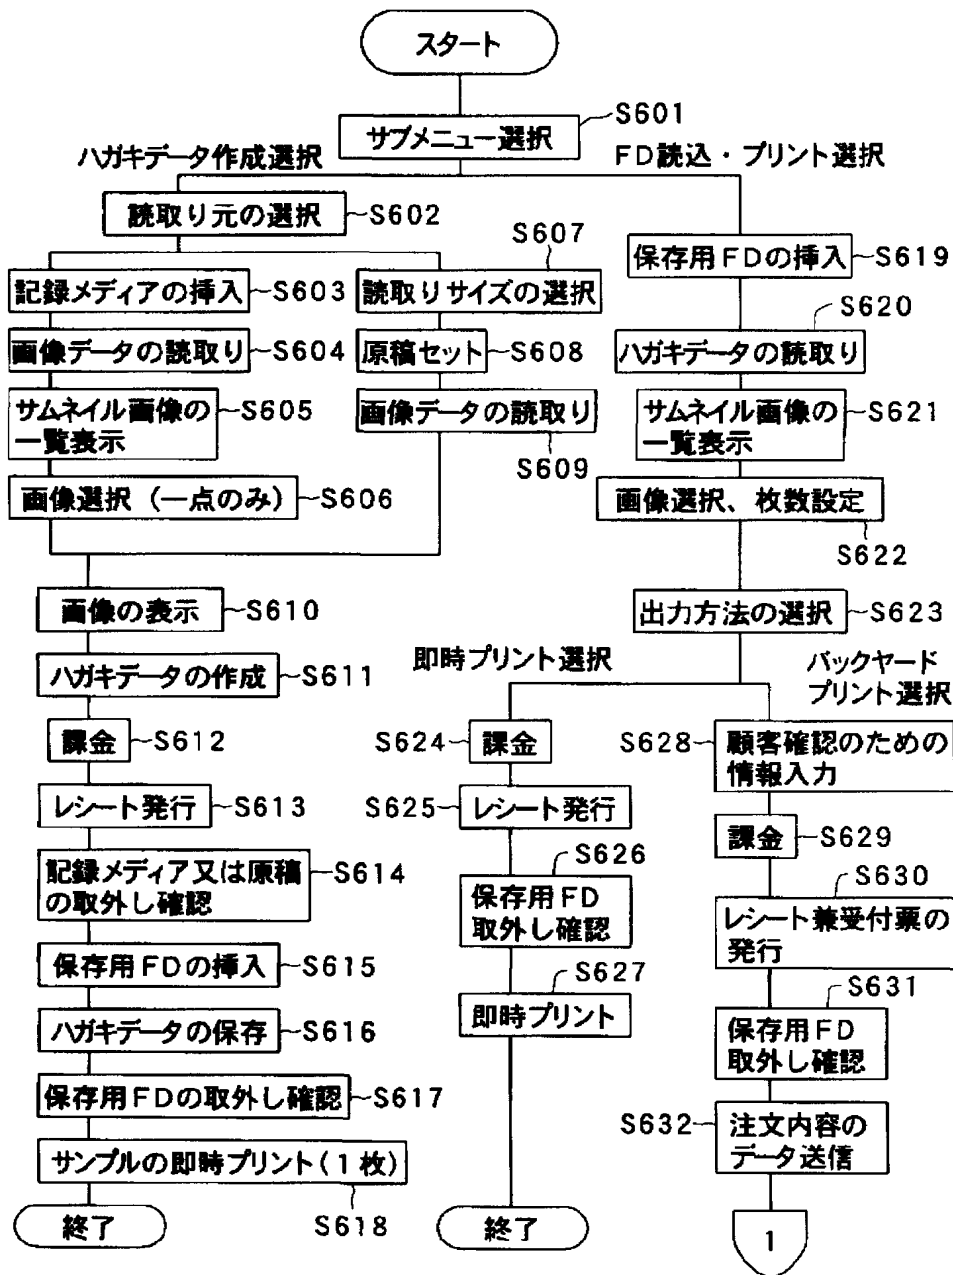 スタート
サブメニュー選択
S601
ハガキデータ作成選択
FD読込・プリント選択
読取り元の選択
S602
記録メディアの挿入
S603
画像データの読取り
S604
サムネイル画像の
一覧表示
S605
画像選択（一点のみ）
S606
S607
読取りサイズの選択
原稿セット
S608
画像データの読取り
S609
画像の表示
S610
ハガキデータの作成
S611
課金
S612
レシート発行
S613
記録メディア又は原稿
の取外し確認
S614
保存用FDの挿入
S615
ハガキデータの保存
S616
保存用FDの取外し確認
S617
サンプルの即時プリント（1枚）
S618
終了
保存用FDの挿入
S619
S620
ハガキデータの読取り
サムネイル画像の
一覧表示
S621
画像選択、枚数設定
S622
出力方法の選択
S623
即時プリント選択
S624
課金
S625
レシート発行
S626
保存用FD
取外し確認
S627
即時プリント
終了
バックヤード
プリント選択
S628
顧客確認のための
情報入力
課金
S629
S630
レシート兼受付票の
発行
S631
保存用FD
取外し確認
S632
注文内容の
データ送信
1